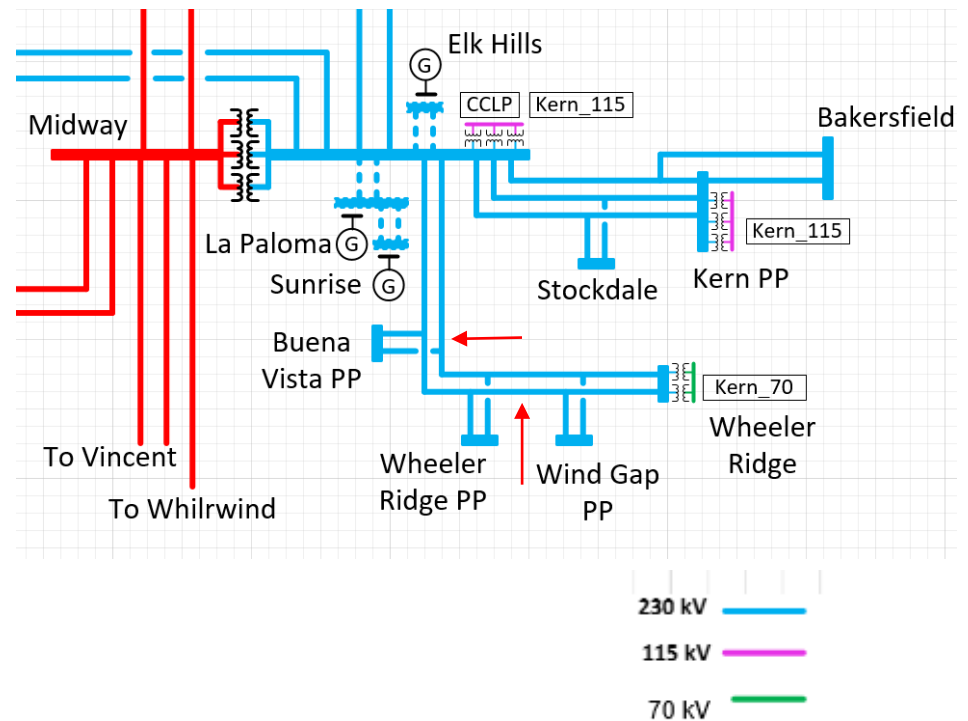 Elk Hills
G
CCLP
Kern_115
Midway
Bakersfield
La Paloma
G
Kern_115
Sunrise
G
Stockdale
Kern PP
Buena
Vista PP
Kern_70
Wheeler
Ridge
Wheeler
Ridge PP
Wind Gap
PP
To Vincent
To Whilrwind
230 kV
115 kV
70 kV